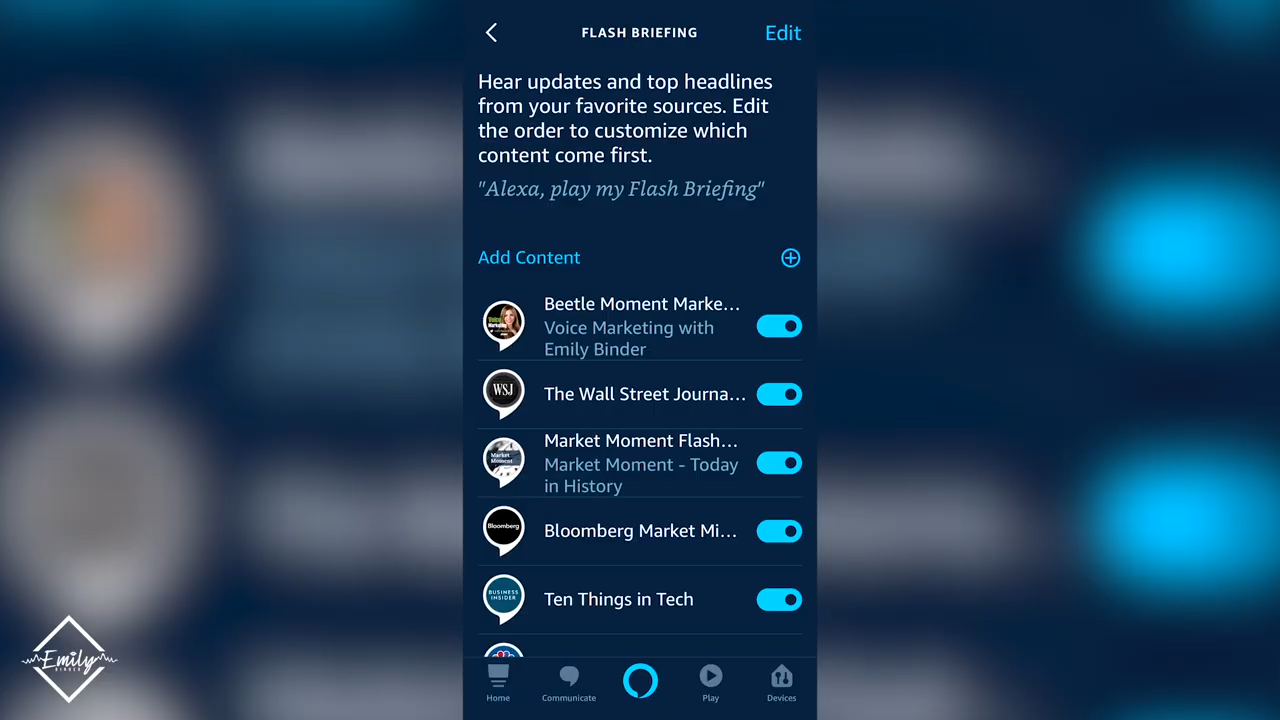 FLASH BRIEFING
Edit
Hear updates and top headlines
from your favorite sources. Edit
the order to customize which
content come first.
"Alexa, play my Flash Briefing"
Add Content
Beetle Moment Marke...
Voice Marketing with
Emily Binder
WSJ
The Wall Street Journa...
Market Moment Flash...
Market Moment - Today
in History
Market
Moment
Bloomberg
Bloomberg Market Mi...
BUSINESS
INSIDER
Ten Things in Tech
Home
Communicate
Play
Devices
Emily
BINDER